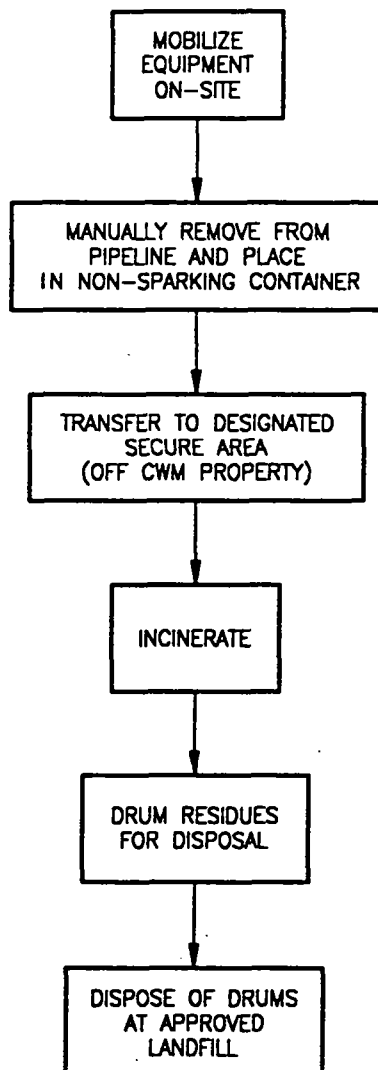 MOBILIZE
EQUIPMENT
ON-SITE
MANUALLY REMOVE FROM
PIPELINE AND PLACE
IN NON-SPARKING CONTAINER
TRANSFER TO DESIGNATED
SECURE AREA
(OFF CWM PROPERTY)
INCINERATE
DRUM RESIDUES
FOR DISPOSAL
DISPOSE OF DRUMS
AT APPROVED
LANDFILL